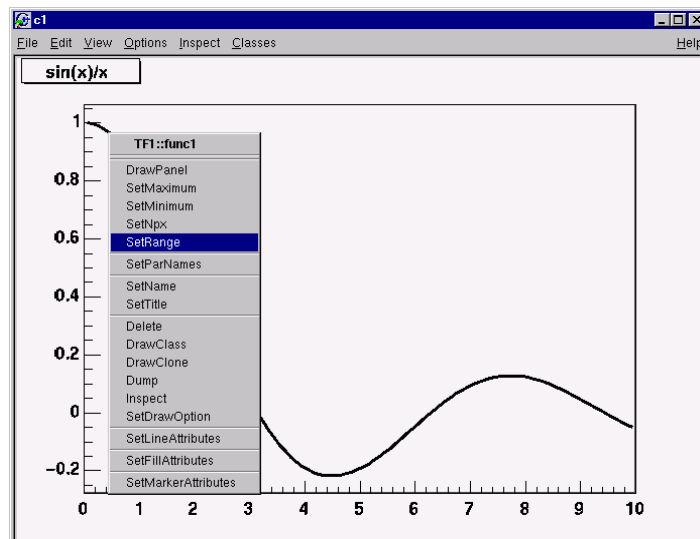 c1
File Edit View Options Inspect Classes Help
sin(x)/x
1
0.8
0.6
0.4
0.2
0
−0.2
TF1::func1
DrawPanel
SetMaximum
SetMinimum
SetNpx
SetRange
SetParNames
SetName
SetTitle
Delete
DrawClass
DrawClone
Dump
Inspect
SetDrawOption
SetLineAttributes
SetFillAttributes
SetMarkerAttributes
0 1 2 3 4 5 6 7 8 9 10